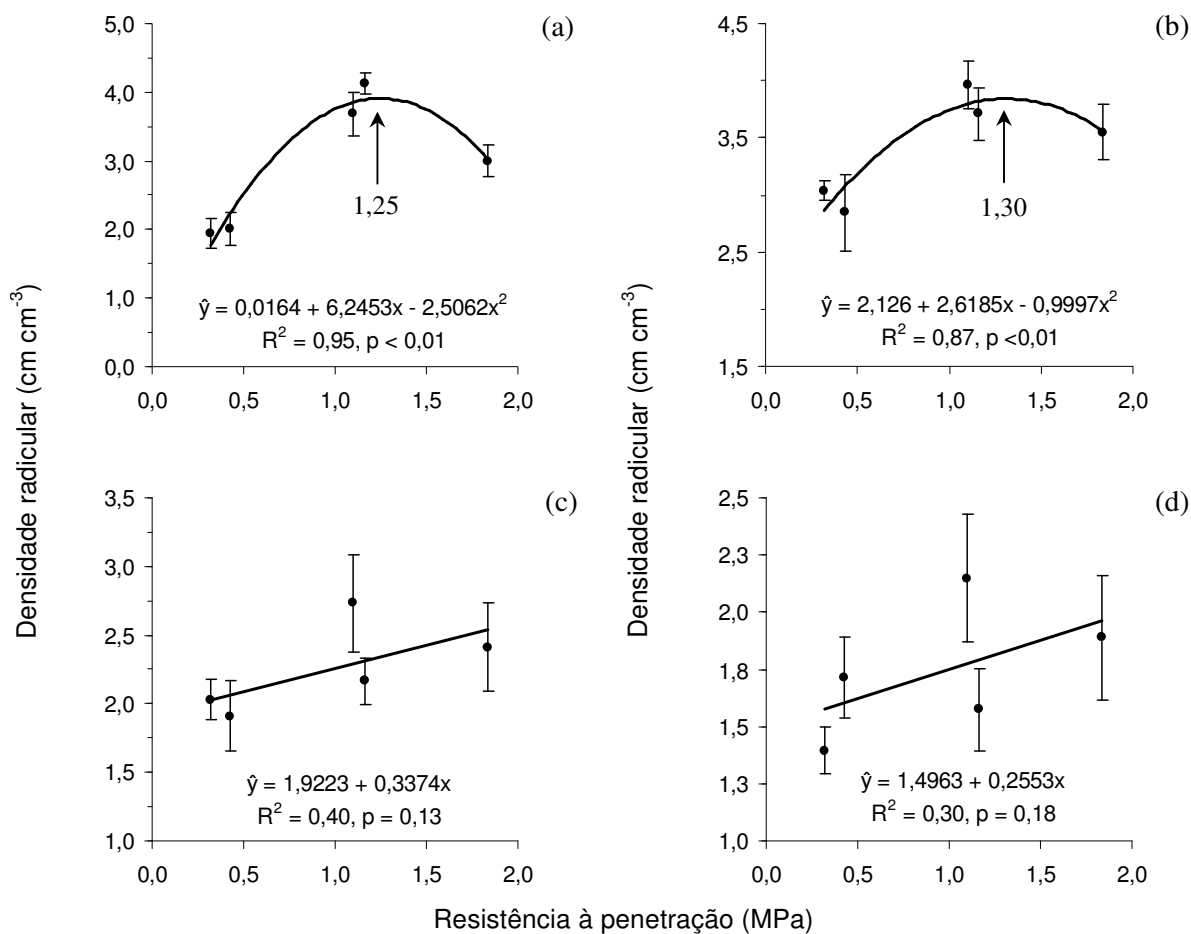 (a)
5,0
4,0
3,0
2,0
1,0
0,0
1,25
ŷ = 0,0164 + 6,2453x - 2,5062x²
R² = 0,95, p < 0,01
0,0 0,5 1,0 1,5 2,0
(b)
4,5
3,5
2,5
1,5
1,30
ŷ = 2,126 + 2,6185x - 0,9997x²
R² = 0,87, p <0,01
0,0 0,5 1,0 1,5 2,0
Densidade radicular (cm cm⁻³)
Densidade radicular (cm cm⁻³)
(c)
3,5
3,0
2,5
2,0
1,5
1,0
ŷ = 1,9223 + 0,3374x
R² = 0,40, p = 0,13
0,0 0,5 1,0 1,5 2,0
(d)
2,5
2,3
2,0
1,8
1,5
1,3
1,0
ŷ = 1,4963 + 0,2553x
R² = 0,30, p = 0,18
0,0 0,5 1,0 1,5 2,0
Resistência à penetração (MPa)